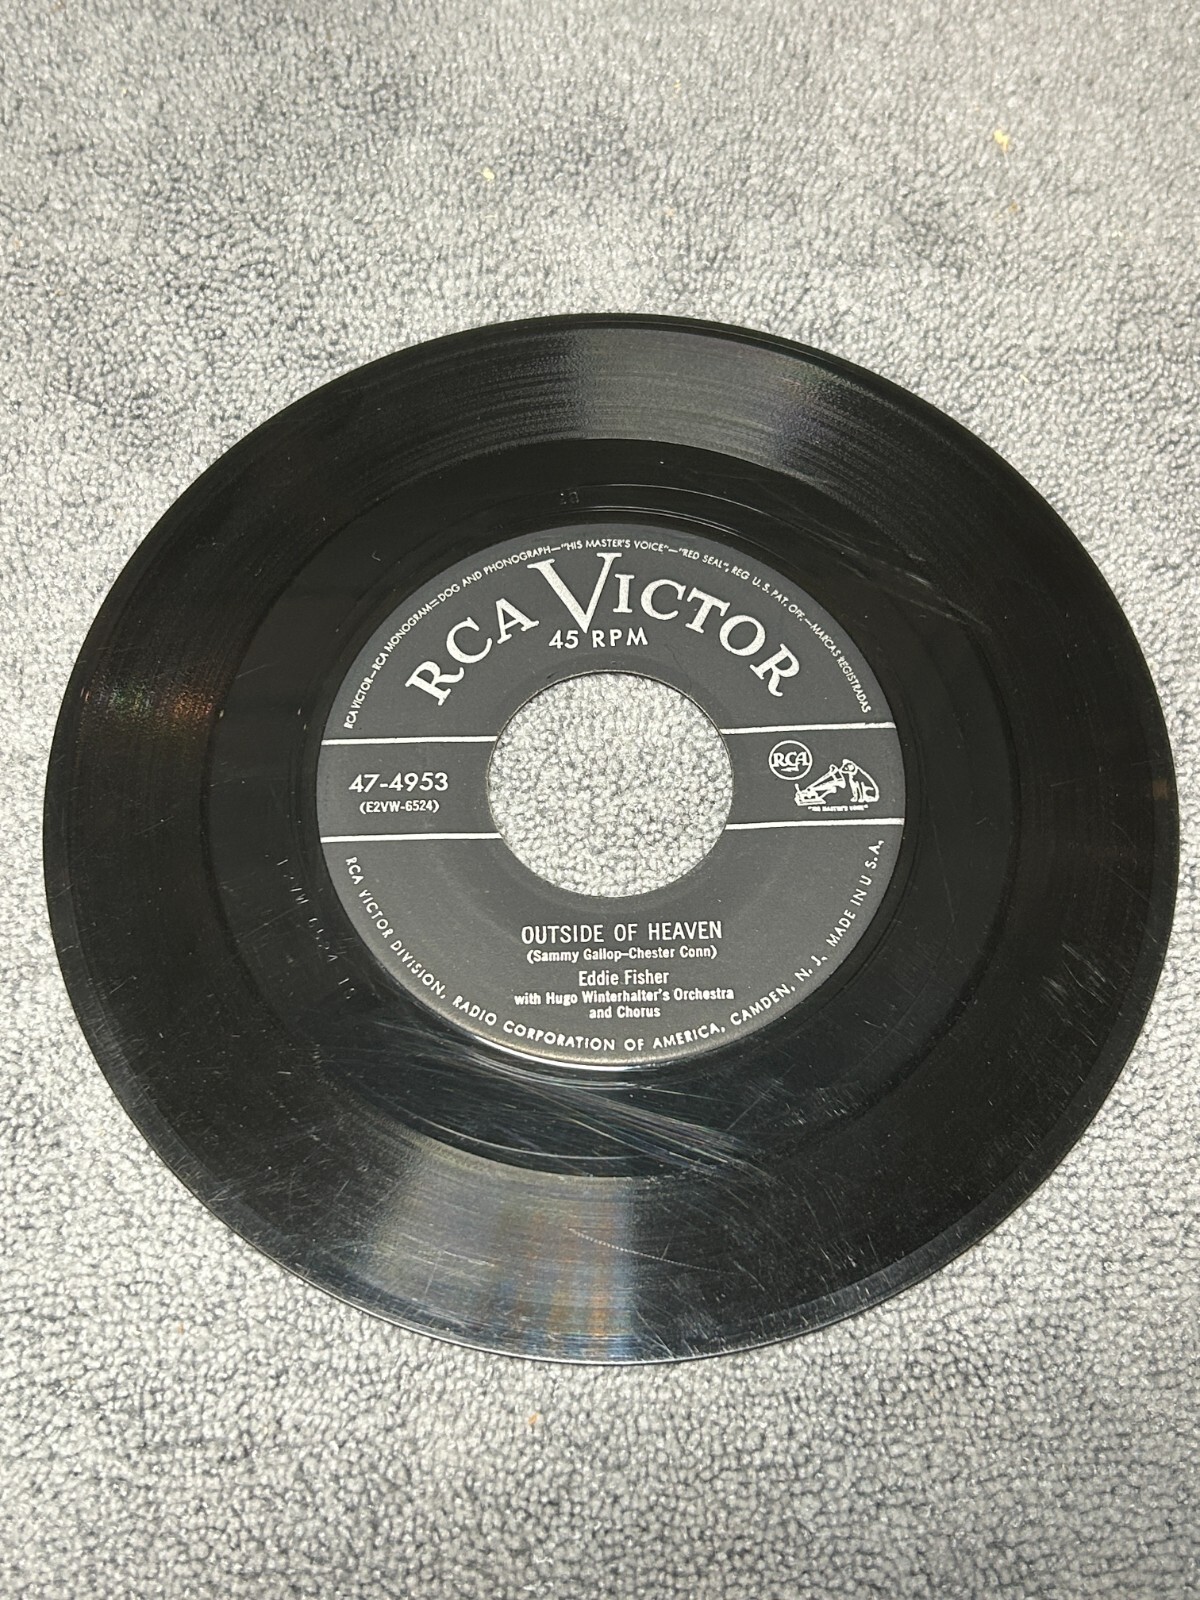 RCA VICTOR—RCA MONOGRAM—DOG AND PHONOGRAPH—"HIS MASTER'S VOICE"—"RED SEAL", REG U. S. PAT. OFF.—MARCAS REGISTRADAS
RCA VICTOR
45 RPM
47-4953
(E2VW-6524)
RCA
"HIS MASTER'S VOICE"
OUTSIDE OF HEAVEN
(Sammy Gallop–Chester Conn)
Eddie Fisher
with Hugo Winterhalter's Orchestra
and Chorus
RCA VICTOR DIVISION, RADIO CORPORATION OF AMERICA, CAMDEN, N. J., MADE IN U S.A.